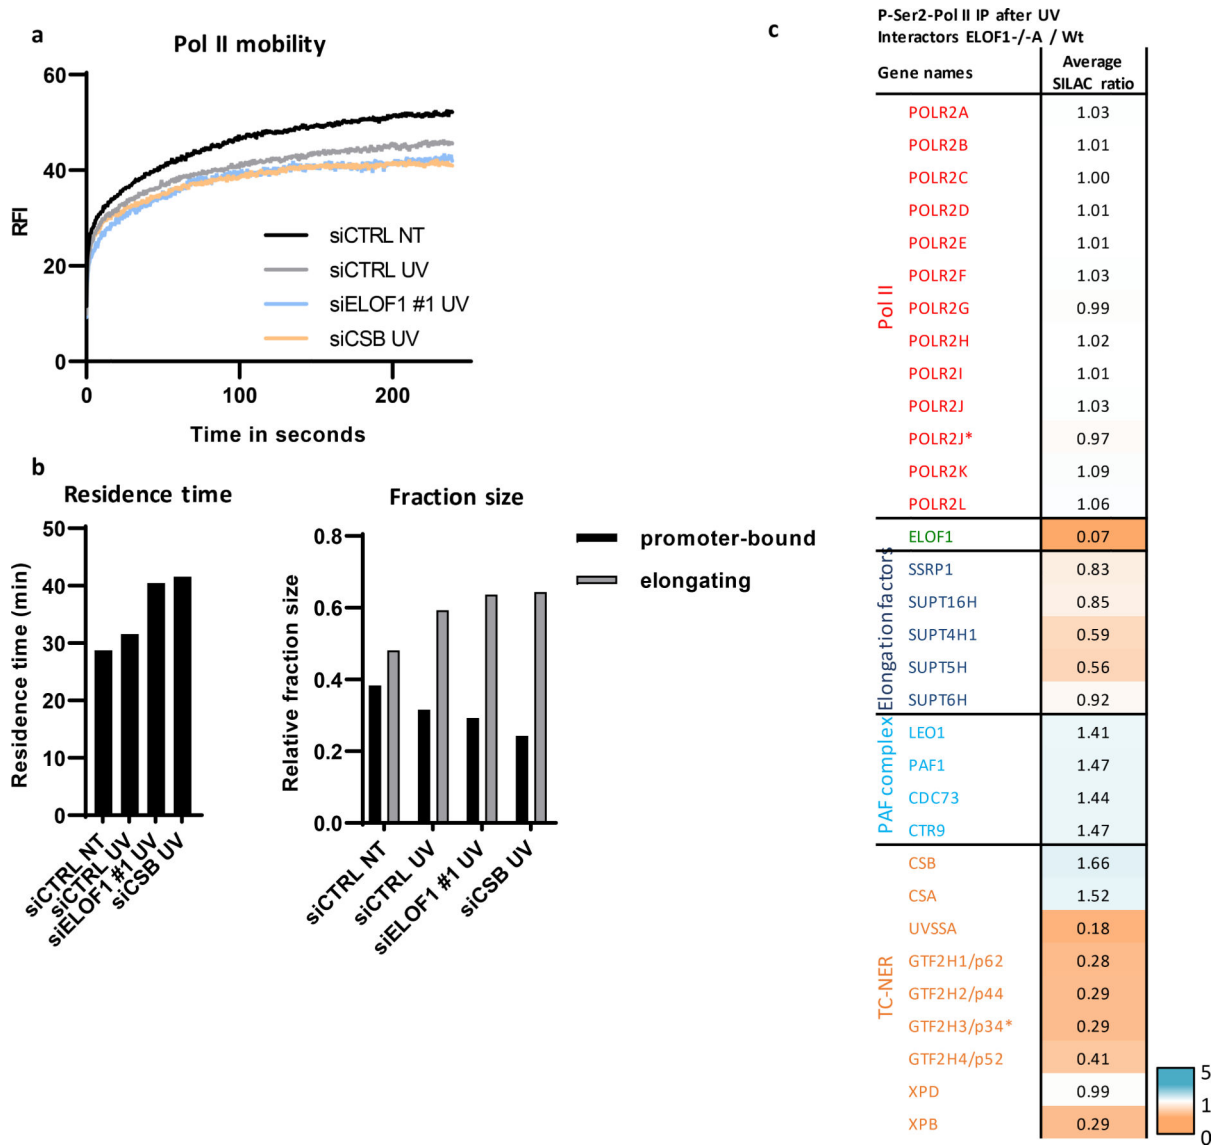 a
Pol II mobility
60
40
20
0
RFI
0
100
200
Time in seconds
siCTRL NT
siCTRL UV
siELOF1 #1 UV
siCSB UV
b
Residence time
50
40
30
20
10
0
Residence time (min)
siCTRL NT
siCTRL UV
siELOF1 #1 UV
siCSB UV
Fraction size
0.8
0.6
0.4
0.2
0.0
Relative fraction size
siCTRL NT
siCTRL UV
siELOF1 #1 UV
siCSB UV
promoter-bound
elongating
c
P-Ser2-Pol II IP after UV
Interactors ELOF1-/-A / Wt
Gene names
Average
SILAC ratio
Pol II
POLR2A 1.03
POLR2B 1.01
POLR2C 1.00
POLR2D 1.01
POLR2E 1.01
POLR2F 1.03
POLR2G 0.99
POLR2H 1.02
POLR2I 1.01
POLR2J 1.03
POLR2J* 0.97
POLR2K 1.09
POLR2L 1.06
ELOF1 0.07
Elongation factors
SSRP1 0.83
SUPT16H 0.85
SUPT4H1 0.59
SUPT5H 0.56
SUPT6H 0.92
PAF complex
LEO1 1.41
PAF1 1.47
CDC73 1.44
CTR9 1.47
TC-NER
CSB 1.66
CSA 1.52
UVSSA 0.18
GTF2H1/p62 0.28
GTF2H2/p44 0.29
GTF2H3/p34* 0.29
GTF2H4/p52 0.41
XPD 0.99
XPB 0.29
5
1
0